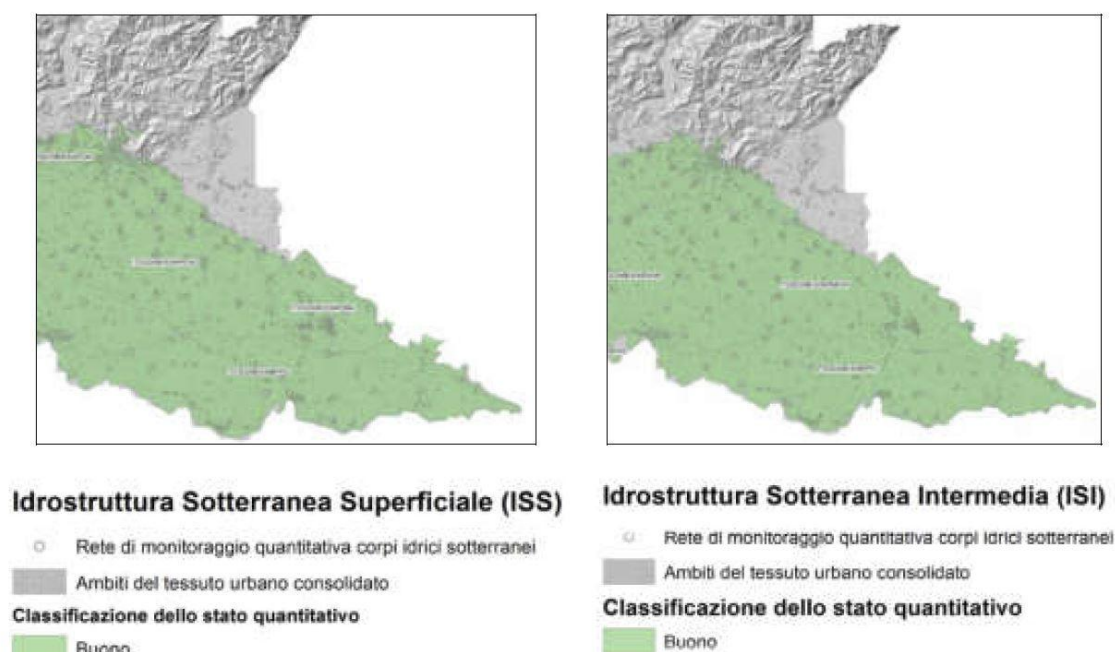 Idrostruttura Sotterranea Superficiale (ISS)
Rete di monitoraggio quantitativa corpi idrici sotterranei
Ambiti del tessuto urbano consolidato
Classificazione dello stato quantitativo
Buono
Idrostruttura Sotterranea Intermedia (ISI)
Rete di monitoraggio quantitativa corpi idrici sotterranei
Ambiti del tessuto urbano consolidato
Classificazione dello stato quantitativo
Buono